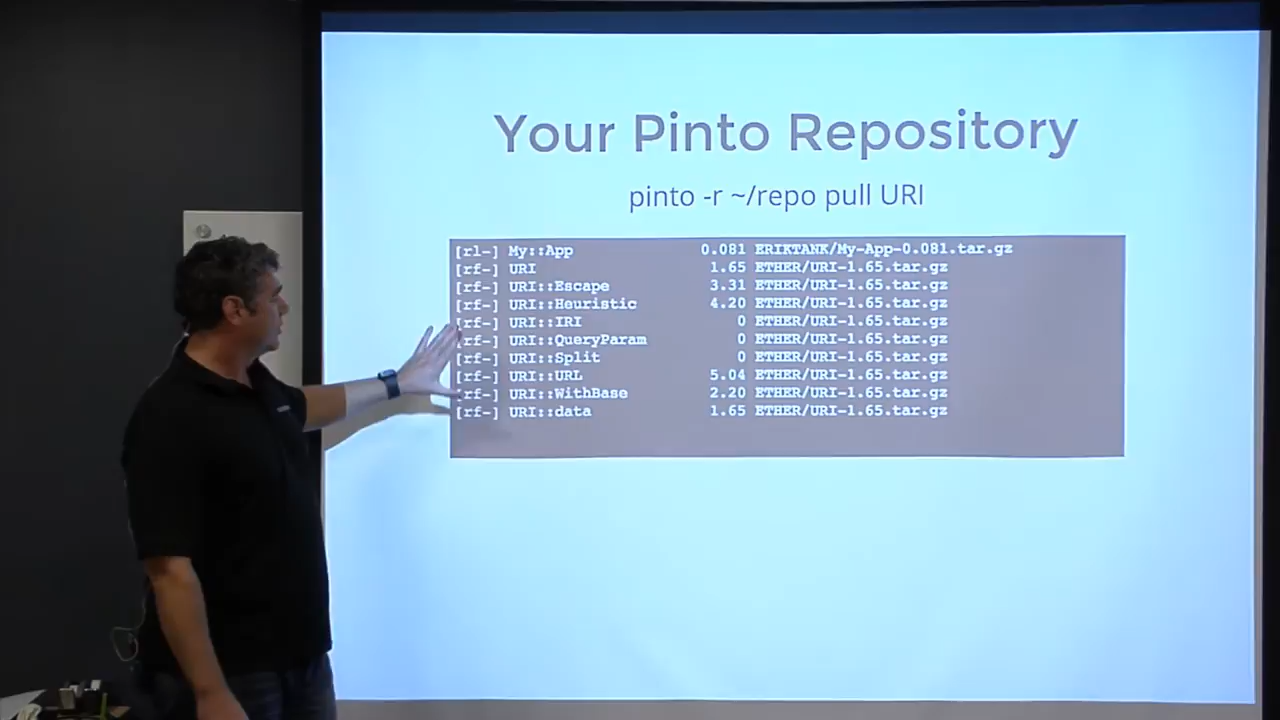 Your Pinto Repository
pinto -r ~/repo pull URI
[rl-] My::App 0.081 ERIKTANK/My-App-0.081.tar.gz
[rf-] URI 1.65 ETHER/URI-1.65.tar.gz
[rf-] URI::Escape 3.31 ETHER/URI-1.65.tar.gz
[rf-] URI::Heuristic 4.20 ETHER/URI-1.65.tar.gz
[rf-] URI::IRI 0 ETHER/URI-1.65.tar.gz
[rf-] URI::QueryParam 0 ETHER/URI-1.65.tar.gz
[rf-] URI::Split 0 ETHER/URI-1.65.tar.gz
[rf-] URI::URL 5.04 ETHER/URI-1.65.tar.gz
[rf-] URI::WithBase 2.20 ETHER/URI-1.65.tar.gz
[rf-] URI::data 1.65 ETHER/URI-1.65.tar.gz